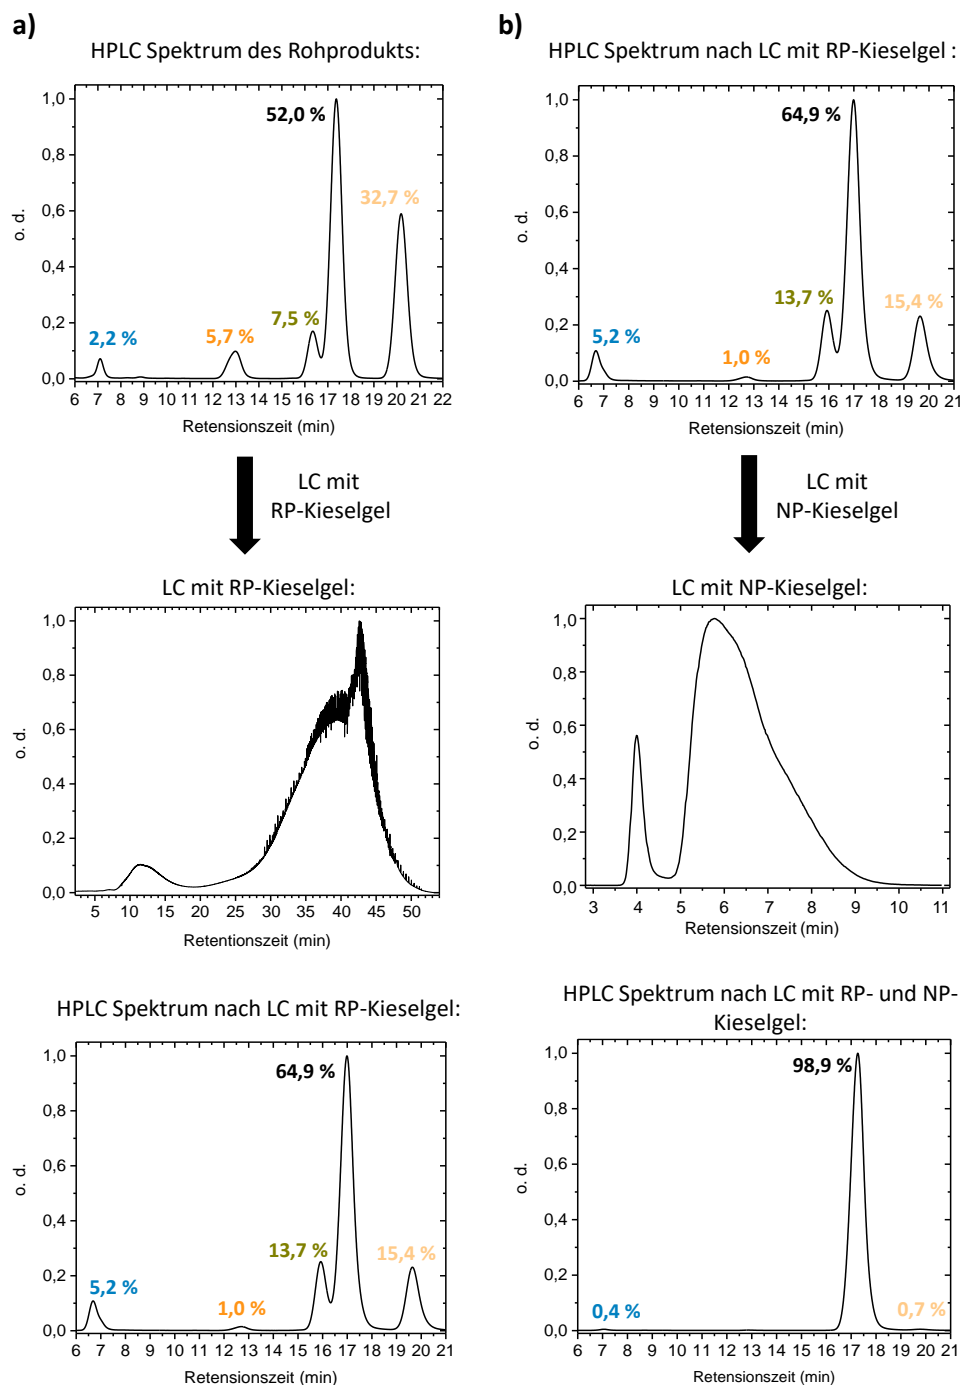 a)
HPLC Spektrum des Rohprodukts:
1,0
0,8
0,6
0,4
0,2
0,0
o. d.
52,0 %
32,7 %
7,5 %
5,7 %
2,2 %
6 7 8 9 10 11 12 13 14 15 16 17 18 19 20 21 22
Retensionszeit (min)
LC mit
RP-Kieselgel
LC mit RP-Kieselgel:
1,0
0,8
0,6
0,4
0,2
0,0
o. d.
5 10 20 30 40 50
Retentionszeit (min)
HPLC Spektrum nach LC mit RP-Kieselgel:
1,0
0,8
0,6
0,4
0,2
0,0
o. d.
64,9 %
13,7 %
15,4 %
5,2 %
1,0 %
6 7 8 9 10 11 12 13 14 15 16 17 18 19 20 21
Retensionszeit (min)
b)
HPLC Spektrum nach LC mit RP-Kieselgel :
1,0
0,8
0,6
0,4
0,2
0,0
o. d.
64,9 %
13,7 %
15,4 %
5,2 %
1,0 %
6 7 8 9 10 11 12 13 14 15 16 17 18 19 20 21
Retensionszeit (min)
LC mit
NP-Kieselgel
LC mit NP-Kieselgel:
1,0
0,8
0,6
0,4
0,2
0,0
o. d.
3 4 5 6 7 8 9 10 11
Retensionszeit (min)
HPLC Spektrum nach LC mit RP- und NP-
Kieselgel:
1,0
0,8
0,6
0,4
0,2
0,0
o. d.
98,9 %
0,4 %
0,7 %
6 7 8 9 10 11 12 13 14 15 16 17 18 19 20 21
Retensionszeit (min)